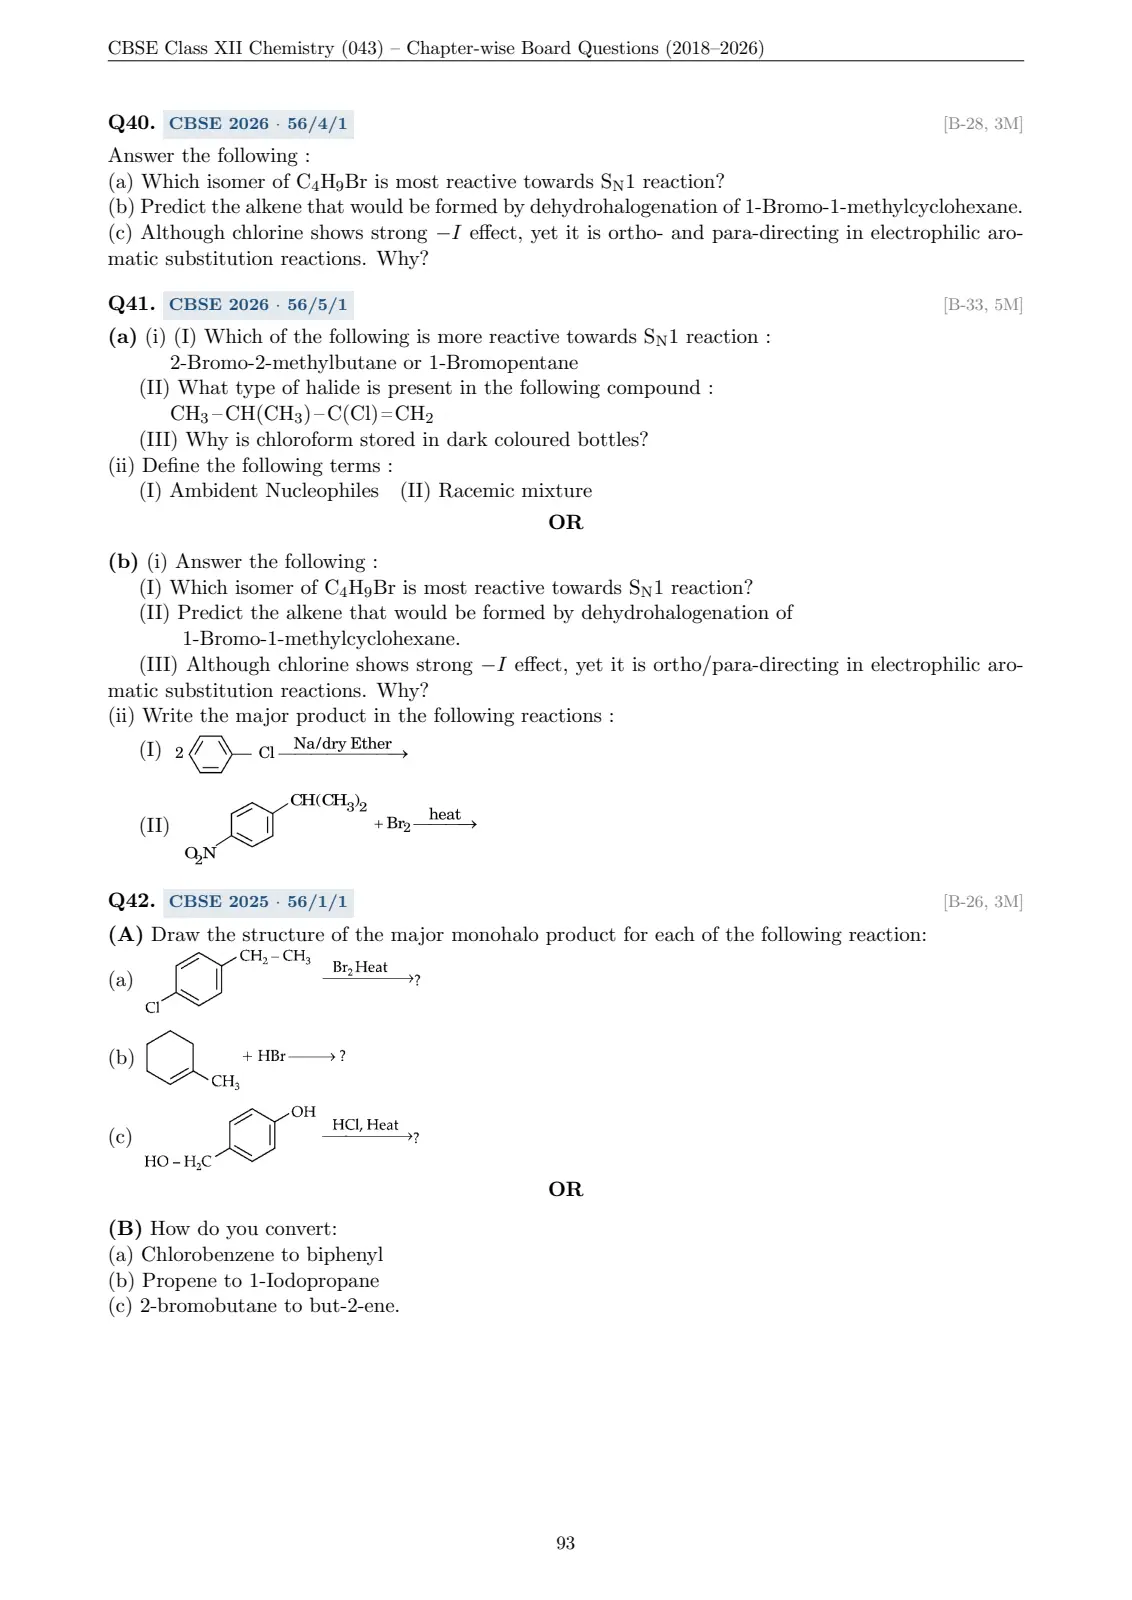 CBSE Class XII Chemistry (043) – Chapter-wise Board Questions (2018–2026)
Q40. CBSE 2026 · 56/4/1 [B-28, 3M]
Answer the following :
(a) Which isomer of C₄H₉Br is most reactive towards S_N1 reaction?
(b) Predict the alkene that would be formed by dehydrohalogenation of 1-Bromo-1-methylcyclohexane.
(c) Although chlorine shows strong −I effect, yet it is ortho- and para-directing in electrophilic aro-
matic substitution reactions. Why?
Q41. CBSE 2026 · 56/5/1 [B-33, 5M]
(a) (i) (I) Which of the following is more reactive towards S_N1 reaction :
2-Bromo-2-methylbutane or 1-Bromopentane
(II) What type of halide is present in the following compound :
CH₃–CH(CH₃)–C(Cl)=CH₂
(III) Why is chloroform stored in dark coloured bottles?
(ii) Define the following terms :
(I) Ambident Nucleophiles (II) Racemic mixture
OR
(b) (i) Answer the following :
(I) Which isomer of C₄H₉Br is most reactive towards S_N1 reaction?
(II) Predict the alkene that would be formed by dehydrohalogenation of
1-Bromo-1-methylcyclohexane.
(III) Although chlorine shows strong −I effect, yet it is ortho/para-directing in electrophilic aro-
matic substitution reactions. Why?
(ii) Write the major product in the following reactions :
(I) 2 Cl Na/dry Ether
CH(CH₃)₂
(II) + Br₂ heat
O₂N
Q42. CBSE 2025 · 56/1/1 [B-26, 3M]
(A) Draw the structure of the major monohalo product for each of the following reaction:
CH₂ – CH₃
(a) Br₂ Heat ?
Cl
(b) + HBr ?
CH₃
OH
(c) HCl, Heat ?
HO – H₂C
OR
(B) How do you convert:
(a) Chlorobenzene to biphenyl
(b) Propene to 1-Iodopropane
(c) 2-bromobutane to but-2-ene.
93